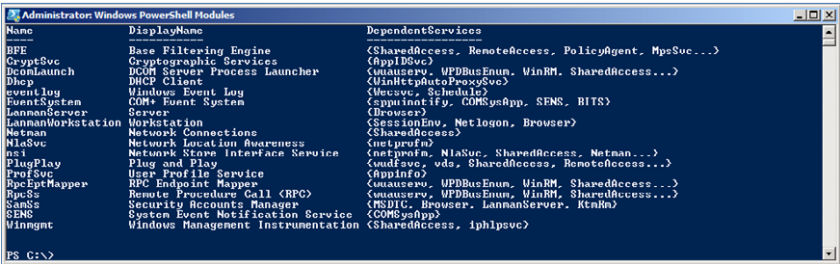 Administrator: Windows PowerShell Modules
Name DisplayName DependentServices
---- ----------- -----------------
BFE Base Filtering Engine {SharedAccess, RemoteAccess, PolicyAgent, MpsSvc...}
CryptSvc Cryptographic Services {AppIDSvc}
DcomLaunch DCOM Server Process Launcher {wuauserv, WPDBusEnum, WinRM, SharedAccess...}
Dhcp DHCP Client {WinHttpAutoProxySvc}
eventlog Windows Event Log {Wecsvc, Schedule}
EventSystem COM+ Event System {sppuinotify, COMSysApp, SENS, BITS}
LanmanServer Server {Browser}
LanmanWorkstation Workstation {SessionEnv, Netlogon, Browser}
Netman Network Connections {SharedAccess}
NlaSvc Network Location Awareness {netprofm}
nsi Network Store Interface Service {netprofm, NlaSvc, SharedAccess, Netman...}
PlugPlay Plug and Play {wudfsvc, vds, SharedAccess, RemoteAccess...}
ProfSvc User Profile Service {Appinfo}
RpcEptMapper RPC Endpoint Mapper {wuauserv, WPDBusEnum, WinRM, SharedAccess...}
RpcSs Remote Procedure Call (RPC) {wuauserv, WPDBusEnum, WinRM, SharedAccess...}
SamSs Security Accounts Manager {MSDTC, Browser, LanmanServer, KtmRm}
SENS System Event Notification Service {COMSysApp}
Winmgmt Windows Management Instrumentation {SharedAccess, iphlpsvc}
PS C:\>